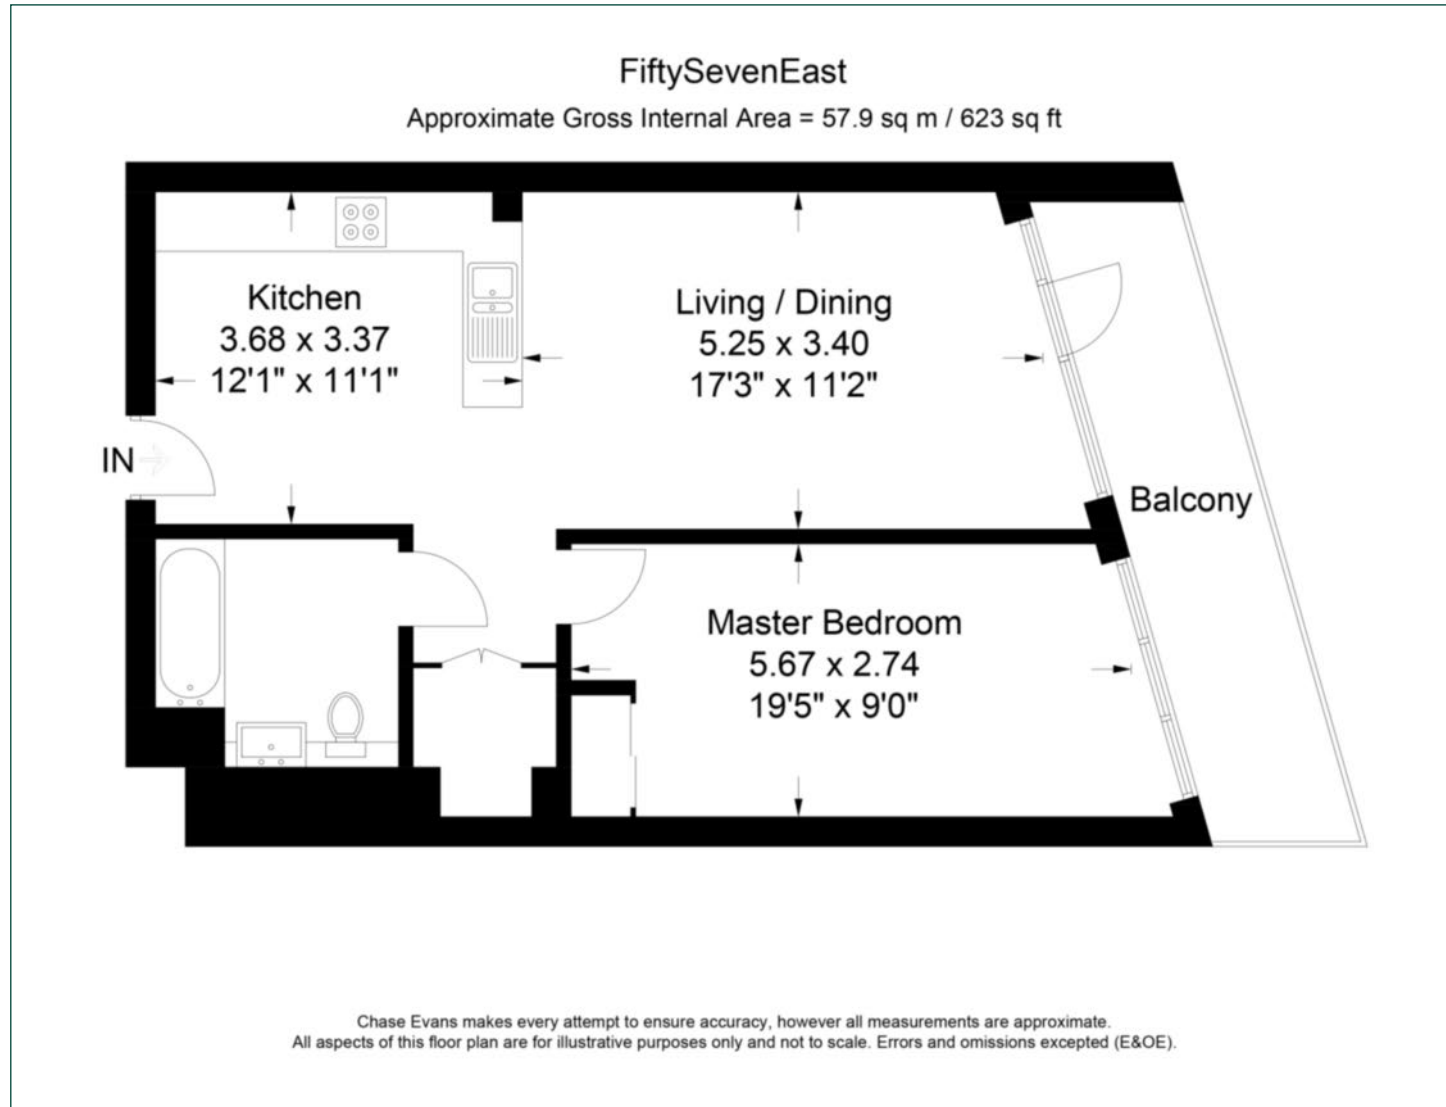 FiftySevenEast
Approximate Gross Internal Area = 57.9 sq m / 623 sq ft
Kitchen
3.68 x 3.37
12'1" x 11'1"
Living / Dining
5.25 x 3.40
17'3" x 11'2"
IN
Balcony
Master Bedroom
5.67 x 2.74
19'5" x 9'0"
Chase Evans makes every attempt to ensure accuracy, however all measurements are approximate.
All aspects of this floor plan are for illustrative purposes only and not to scale. Errors and omissions excepted (E&OE).